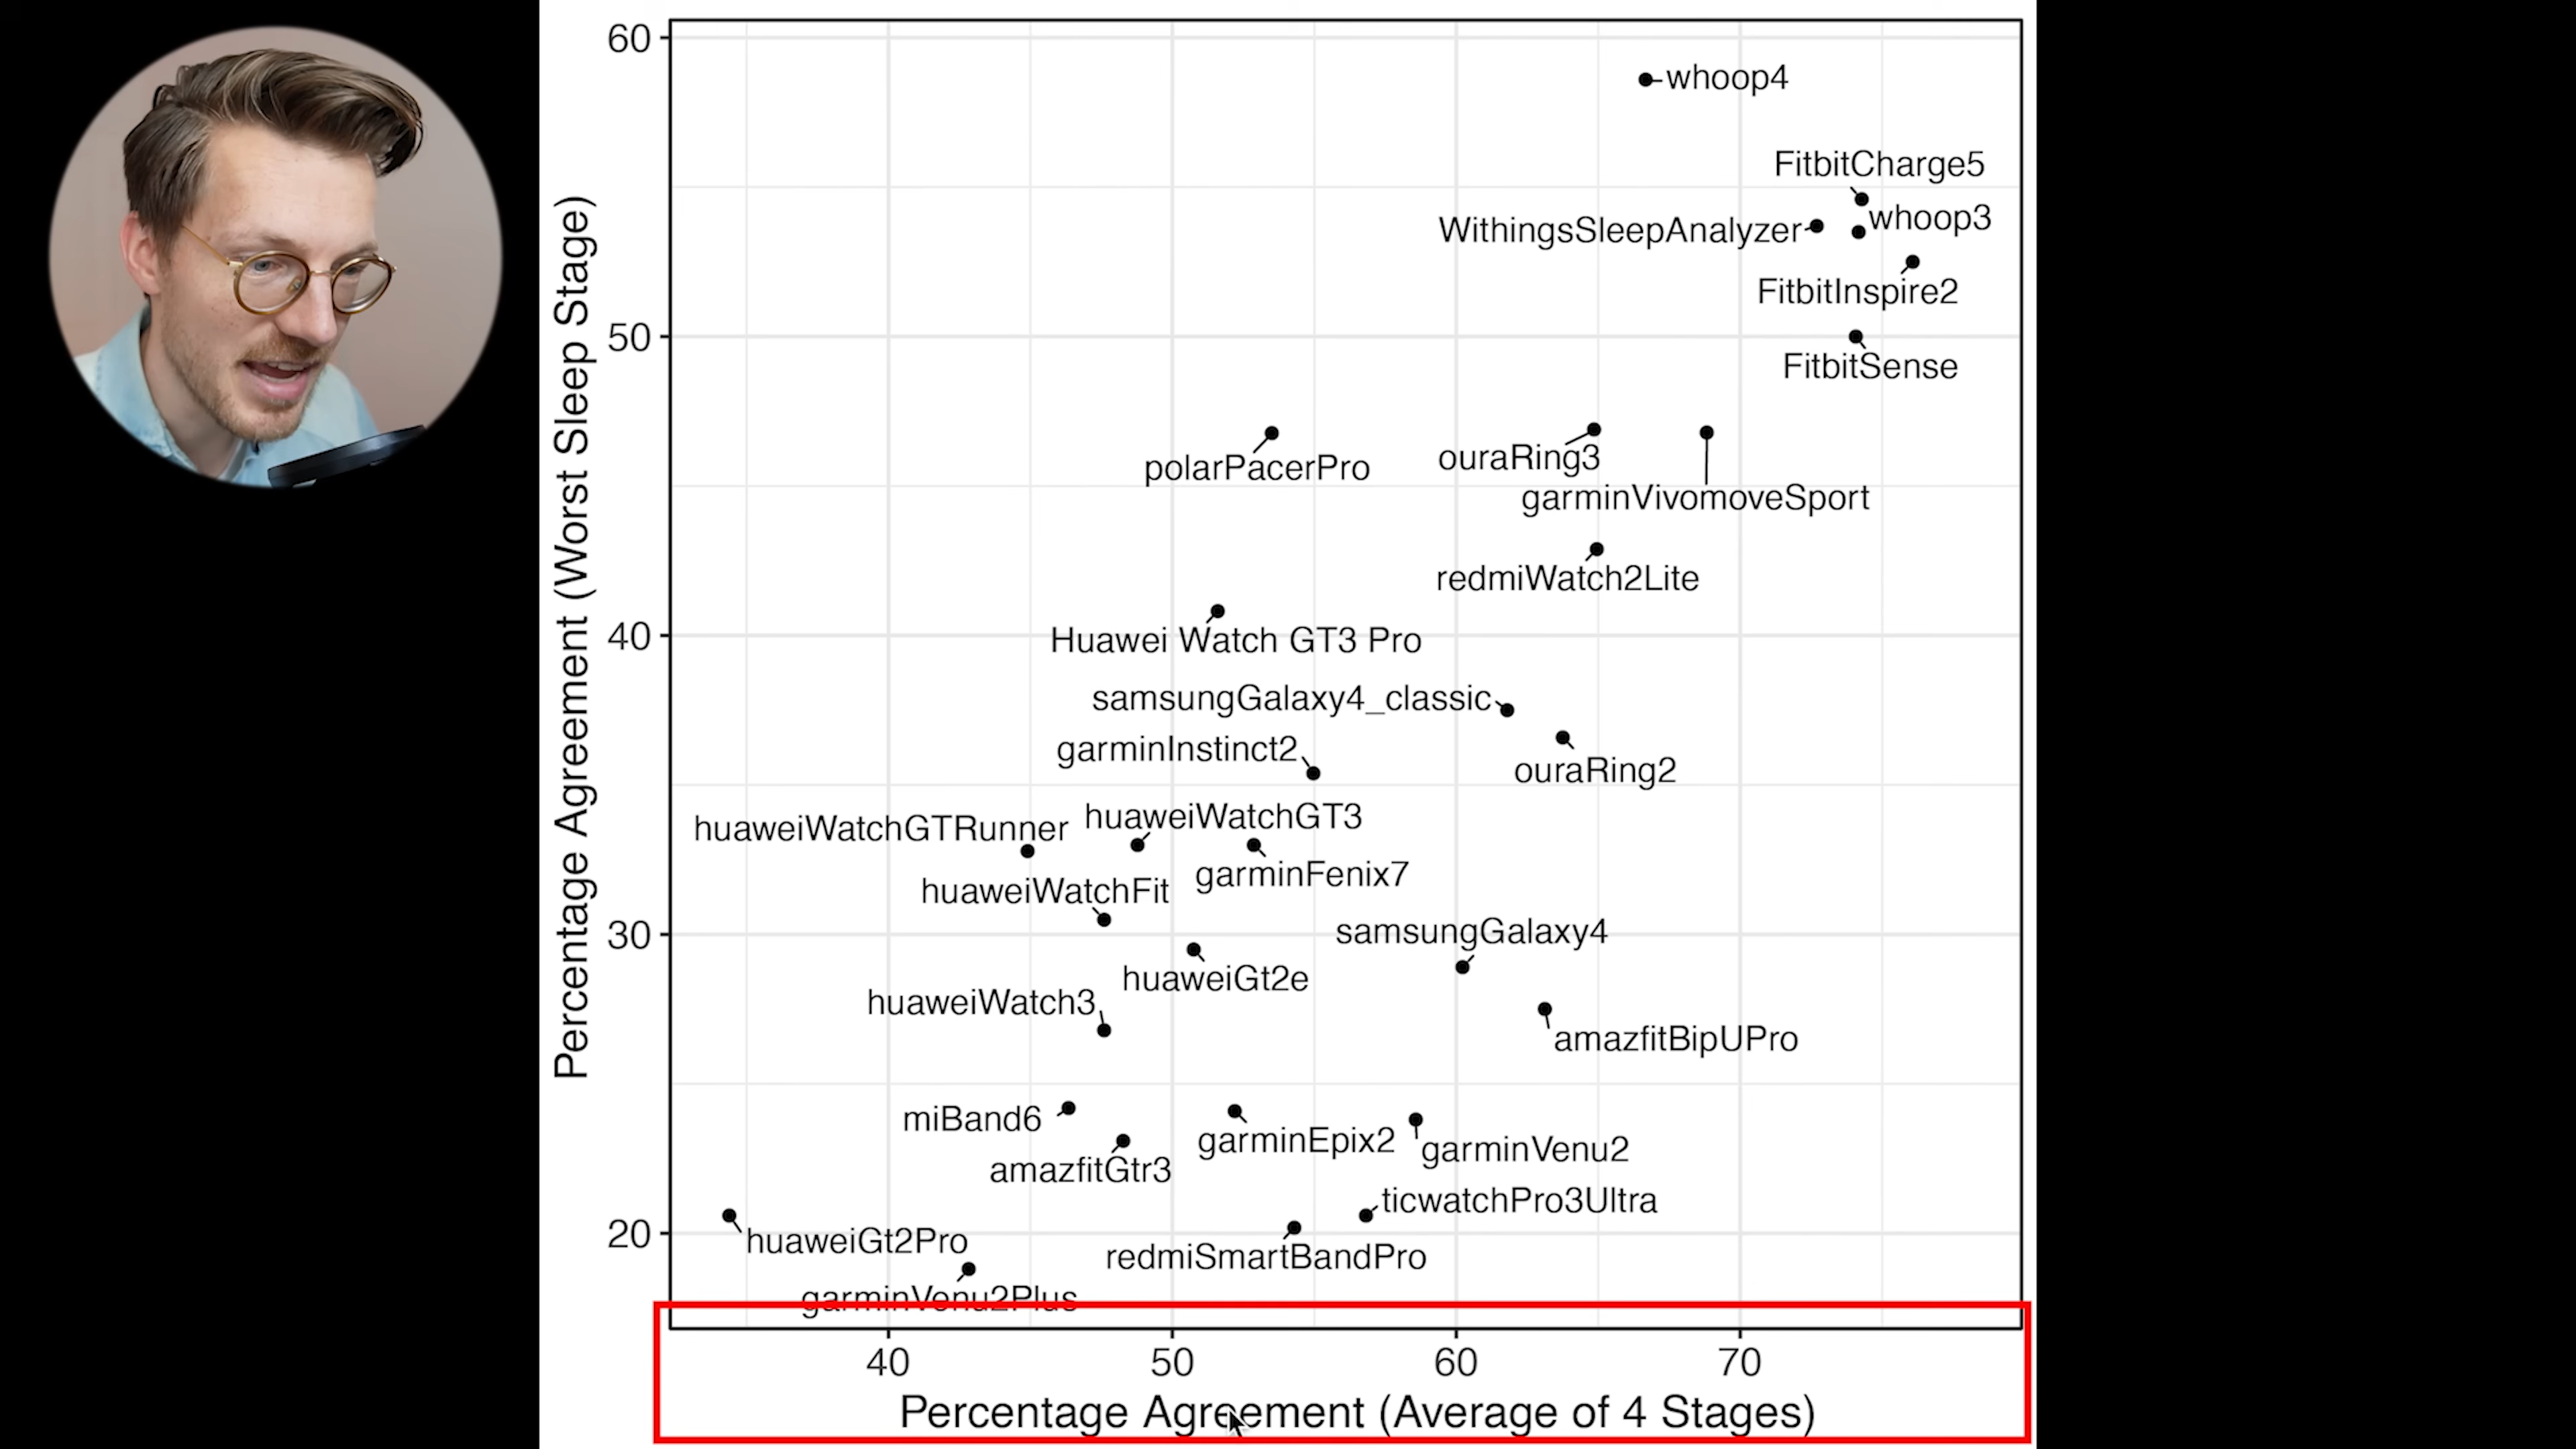 60
whoop4
FitbitCharge5
whoop3
WithingsSleepAnalyzer
FitbitInspire2
50
FitbitSense
polarPacerPro
ouraRing3
garminVivomoveSport
redmiWatch2Lite
40
Huawei Watch GT3 Pro
samsungGalaxy4_classic
garminInstinct2
ouraRing2
huaweiWatchGTRunner
huaweiWatchGT3
garminFenix7
huaweiWatchFit
30
samsungGalaxy4
huaweiGt2e
huaweiWatch3
amazfitBipUPro
miBand6
garminEpix2
garminVenu2
amazfitGtr3
ticwatchPro3Ultra
20
huaweiGt2Pro
redmiSmartBandPro
garminVenu2Plus
Percentage Agreement (Worst Sleep Stage)
40 50 60 70
Percentage Agreement (Average of 4 Stages)